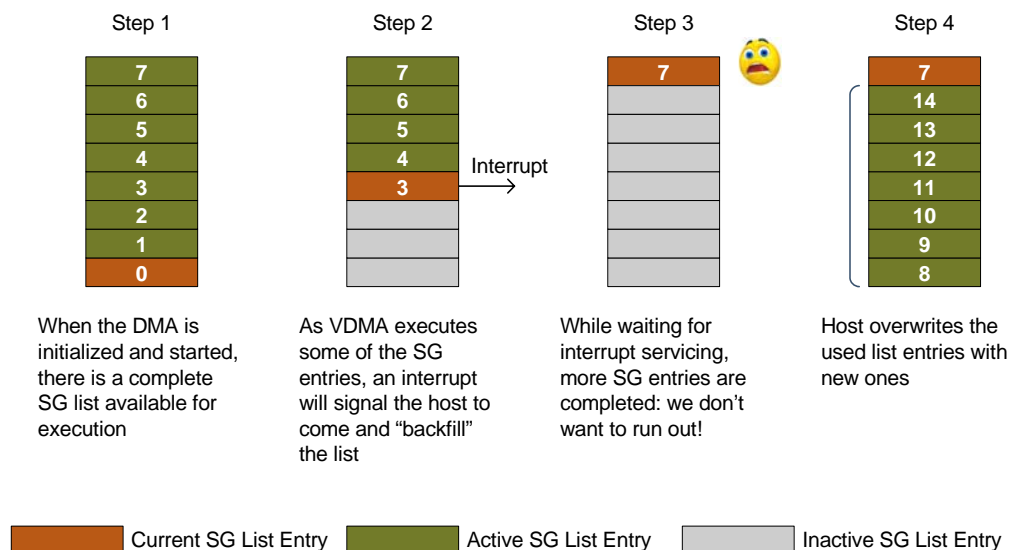 Step 1
Step 2
Step 3
Step 4
7
6
5
4
3
2
1
0
7
6
5
4
3
Interrupt
7
7
14
13
12
11
10
9
8
When the DMA is
initialized and started,
there is a complete
SG list available for
execution
As VDMA executes
some of the SG
entries, an interrupt
will signal the host to
come and “backfill”
the list
While waiting for
interrupt servicing,
more SG entries are
completed: we don’t
want to run out!
Host overwrites the
used list entries with
new ones
Current SG List Entry
Active SG List Entry
Inactive SG List Entry